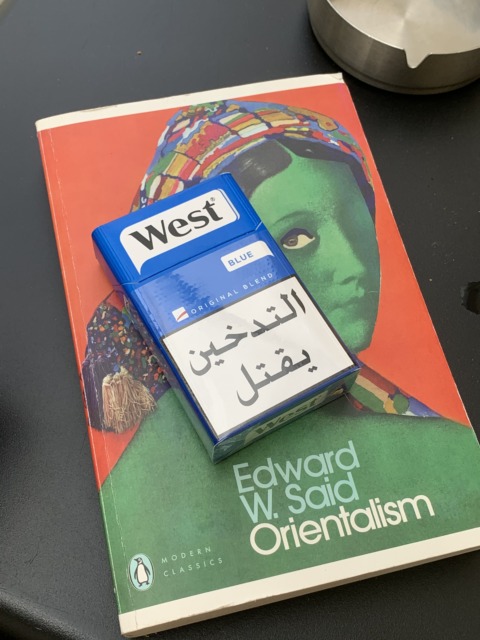 West
BLUE
ORIGINAL BLEND
التدخين
يقتل
West
Edward
W. Said
Orientalism
MODERN
CLASSICS